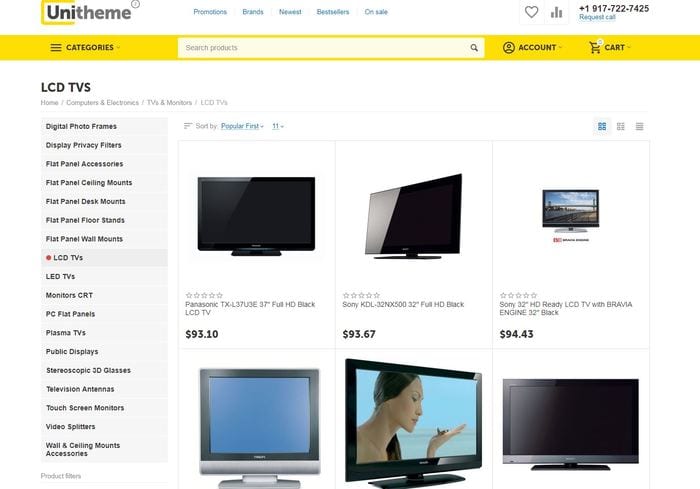 Unitheme
Promotions Brands Newest Bestsellers On sale
+1 917-722-7425
Request call
CATEGORIES
Search products
ACCOUNT
CART
LCD TVS
Home / Computers & Electronics / TVs & Monitors / LCD TVs
Digital Photo Frames
Display Privacy Filters
Flat Panel Accessories
Flat Panel Ceiling Mounts
Flat Panel Desk Mounts
Flat Panel Floor Stands
Flat Panel Wall Mounts
LCD TVs
LED TVs
Monitors CRT
PC Flat Panels
Plasma TVs
Public Displays
Stereoscopic 3D Glasses
Television Antennas
Touch Screen Monitors
Video Splitters
Wall & Ceiling Mounts
Accessories
Product filters
Sort by: Popular First 11
BRAVIA ENGINE
Panasonic TX-L37U3E 37" Full HD Black
LCD TV
$93.10
Sony KDL-32NX500 32" Full HD Black
$93.67
Sony 32" HD Ready LCD TV with BRAVIA
ENGINE 32" Black
$94.43
PHILIPS